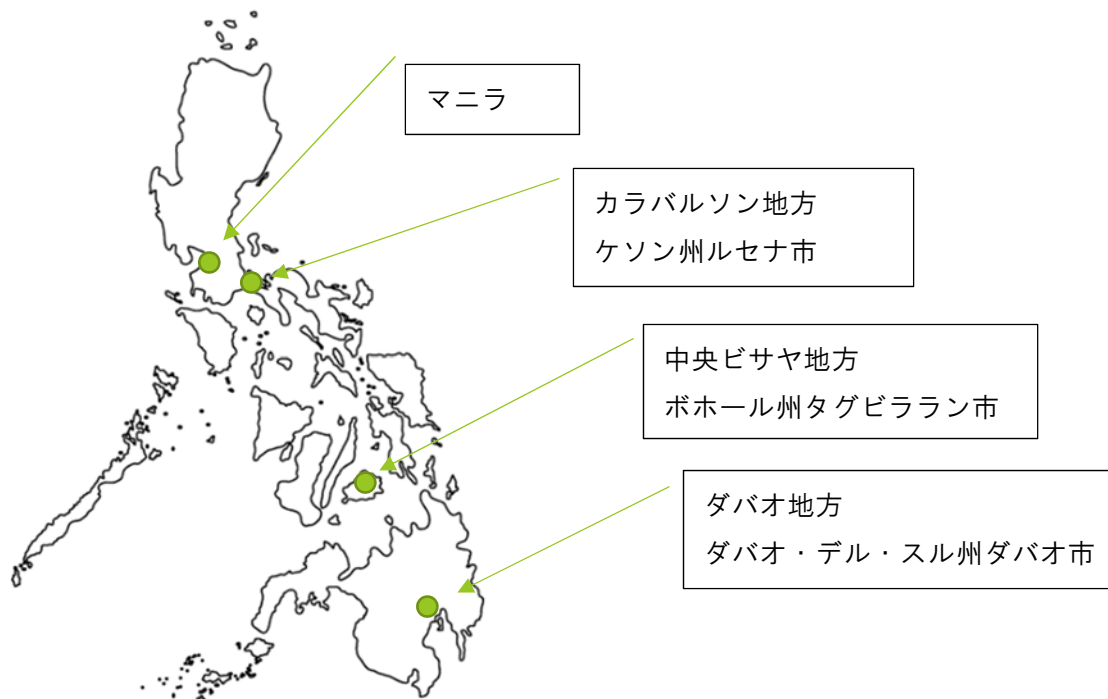 マニラ
カラバルソン地方
ケソン州ルセナ市
中央ビサヤ地方
ボホール州タグビララン市
ダバオ地方
ダバオ・デル・スル州ダバオ市